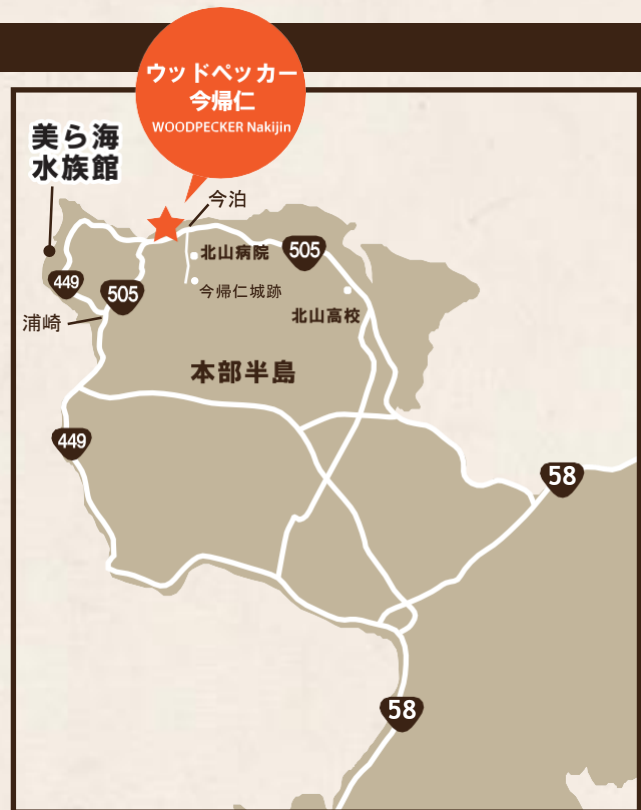 ウッドペッカー
今帰仁
WOODPECKER Nakijin
美ら海
水族館
今泊
北山病院
505
449
505
今帰仁城跡
浦崎
北山高校
本部半島
449
58
58